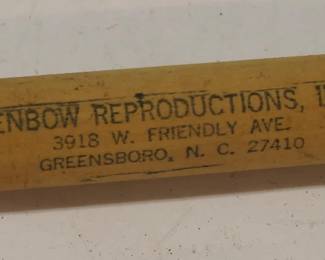 ENBOW REPRODUCTIONS, I
3918 W. FRIENDLY AVE.
GREENSBORO, N. C. 27410